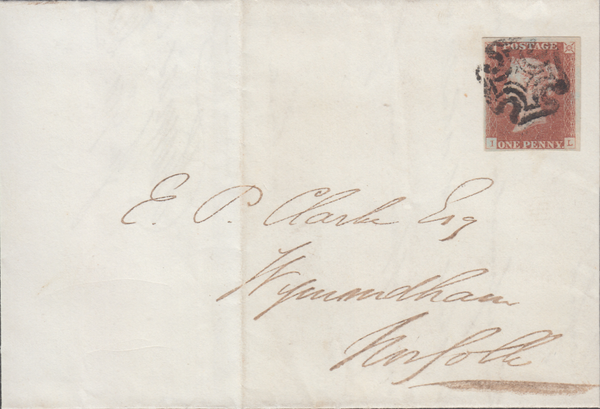 POSTAGE
ONE PENNY
I L
E. P. Clarke Esq
Wymondham
Norfolk